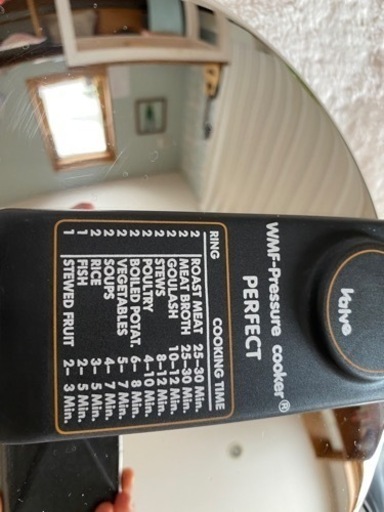 Valve
WMF-Pressure cooker®
PERFECT
RING COOKING TIME
2 ROAST MEAT 25-30 Min.
2 MEAT BROTH 25-30 Min.
2 GOULASH 10-12 Min.
2 STEWS 8-12 Min.
2 POULTRY 4-10 Min.
2 BOILED POTAT. 6- 8 Min.
2 VEGETABLES 5- 7 Min.
2 SOUPS 4- 7 Min.
2 RICE 3- 5 Min.
1 FISH 2- 5 Min.
1 STEWED FRUIT 2- 3 Min.